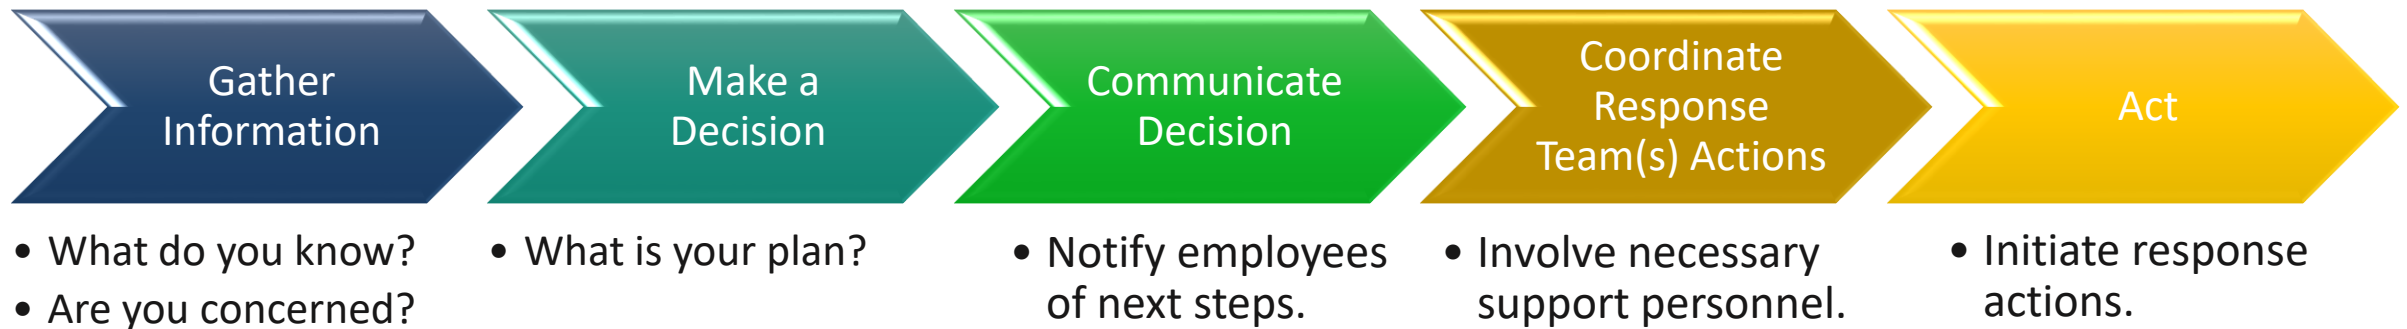 Gather
Information
Make a
Decision
Communicate
Decision
Coordinate
Response
Team(s) Actions
Act
• What do you know?
• Are you concerned?
• What is your plan?
• Notify employees
of next steps.
• Involve necessary
support personnel.
• Initiate response
actions.